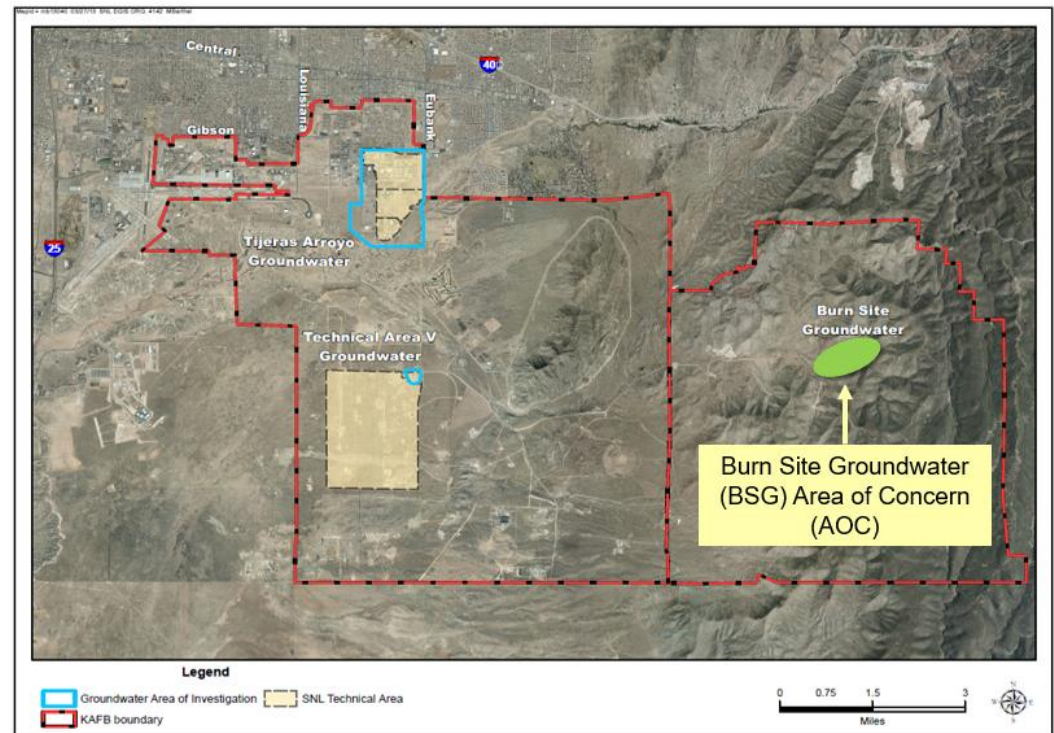 Central
40
Louisiana
Eubank
Gibson
25
Tijeras Arroyo
Groundwater
Burn Site
Groundwater
Technical Area V
Groundwater
Burn Site Groundwater
(BSG) Area of Concern
(AOC)
Legend
Groundwater Area of Investigation
SNL Technical Area
KAFB boundary
0 0.75 1.5 3
Miles
N
W E
S